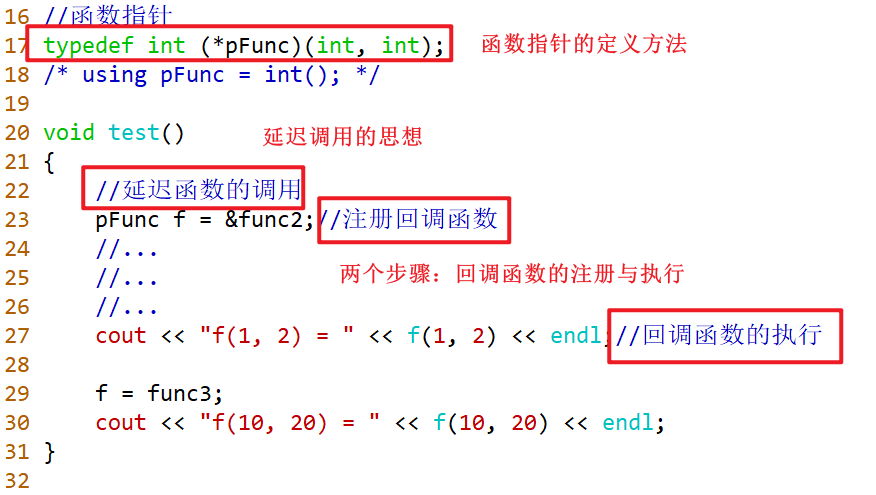 16 //函数指针
17 typedef int (*pFunc)(int, int); 函数指针的定义方法
18 /* using pFunc = int(); */
19
20 void test() 延迟调用的思想
21 {
22 //延迟函数的调用
23 pFunc f = &func2;//注册回调函数
24 //...
25 //... 两个步骤：回调函数的注册与执行
26 //...
27 cout << "f(1, 2) = " << f(1, 2) << endl;//回调函数的执行
28
29 f = func3;
30 cout << "f(10, 20) = " << f(10, 20) << endl;
31 }
32